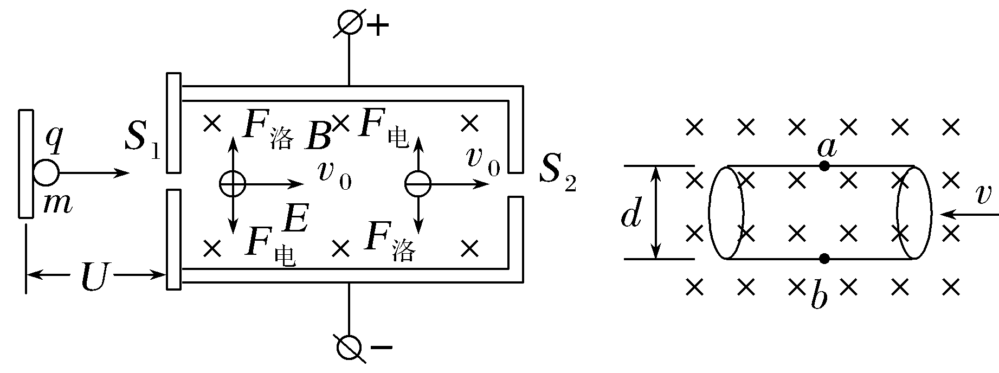 +
q
S₁
F洛
B
F电
v₀
v₀
S₂
m
F电
E
F洛
U
−
a
d
v
b